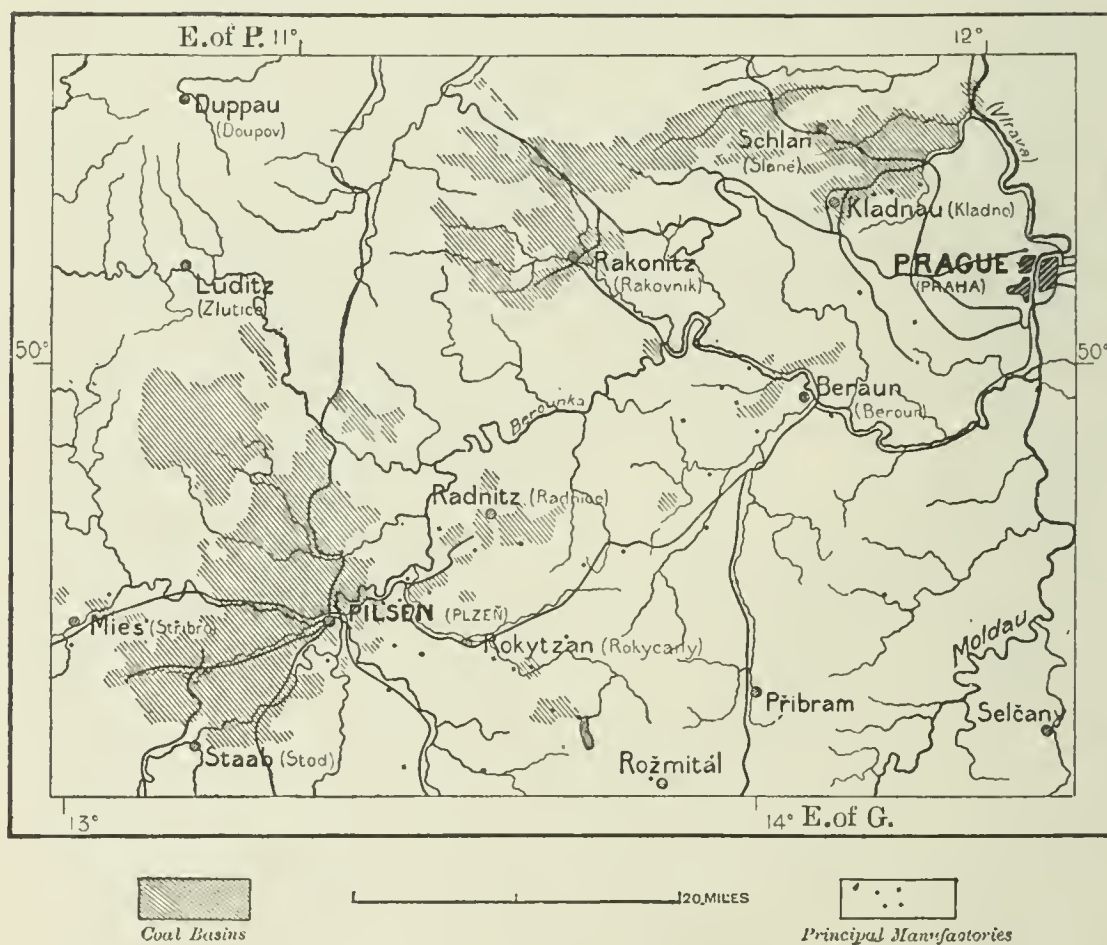 E. of P. 11°
12°
Duppau
(Doupov)
(Vltava)
Schlan
(Slané)
Kladnau (Kladno)
PRAGUE
(PRAHA)
Rakonitz
(Rakovnik)
Luditz
(Zlutice)
50°
50°
Beraun
(Beroun)
Berounka
Radnitz (Radnice)
PILSEN (PLZEŇ)
Mies (Stříbro)
Rokytzan (Rokycany)
Moldau
Přibram
Selčany
Staab (Stod)
Rožmitál
13°
14° E. of G.
20 MILES
Coal Basins
Principal Manufactories